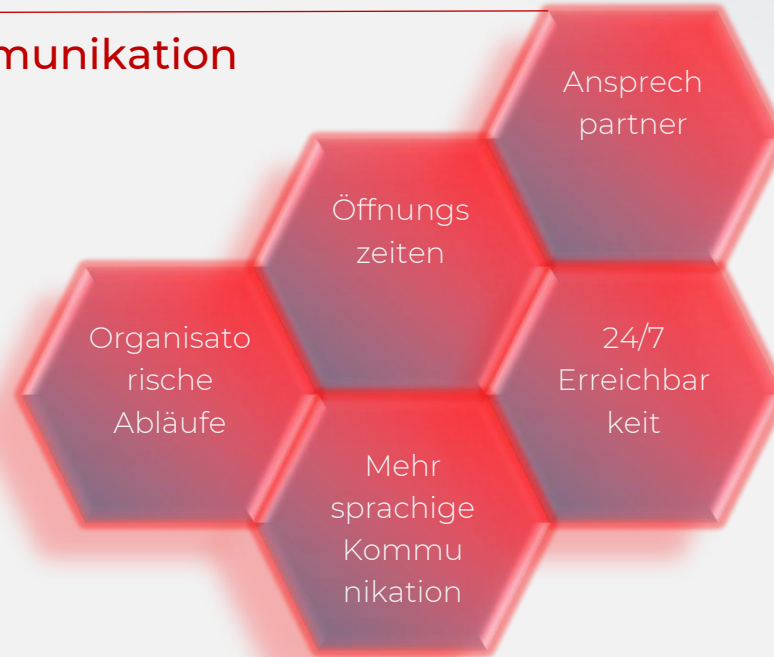 munikation
Ansprech
partner
Öffnungs
zeiten
Organisato
rische
Abläufe
24/7
Erreichbar
keit
Mehr
sprachige
Kommu
nikation